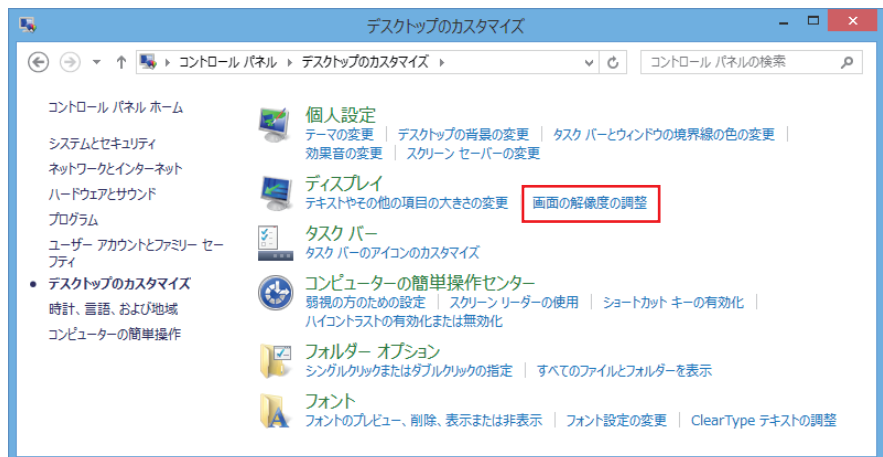 デスクトップのカスタマイズ
コントロール パネル
デスクトップのカスタマイズ
コントロール パネルの検索
コントロール パネル ホーム
システムとセキュリティ
ネットワークとインターネット
ハードウェアとサウンド
プログラム
ユーザー アカウントとファミリー セー
フティ
デスクトップのカスタマイズ
時計、言語、および地域
コンピューターの簡単操作
個人設定
テーマの変更 デスクトップの背景の変更 タスク バーとウィンドウの境界線の色の変更
効果音の変更 スクリーン セーバーの変更
ディスプレイ
テキストやその他の項目の大きさの変更 画面の解像度の調整
タスク バー
タスク バーのアイコンのカスタマイズ
コンピューターの簡単操作センター
弱視の方のための設定 スクリーン リーダーの使用 ショートカット キーの有効化
ハイコントラストの有効化または無効化
フォルダー オプション
シングルクリックまたはダブルクリックの指定 すべてのファイルとフォルダーを表示
フォント
フォントのプレビュー、削除、表示または非表示 フォント設定の変更 ClearType テキストの調整